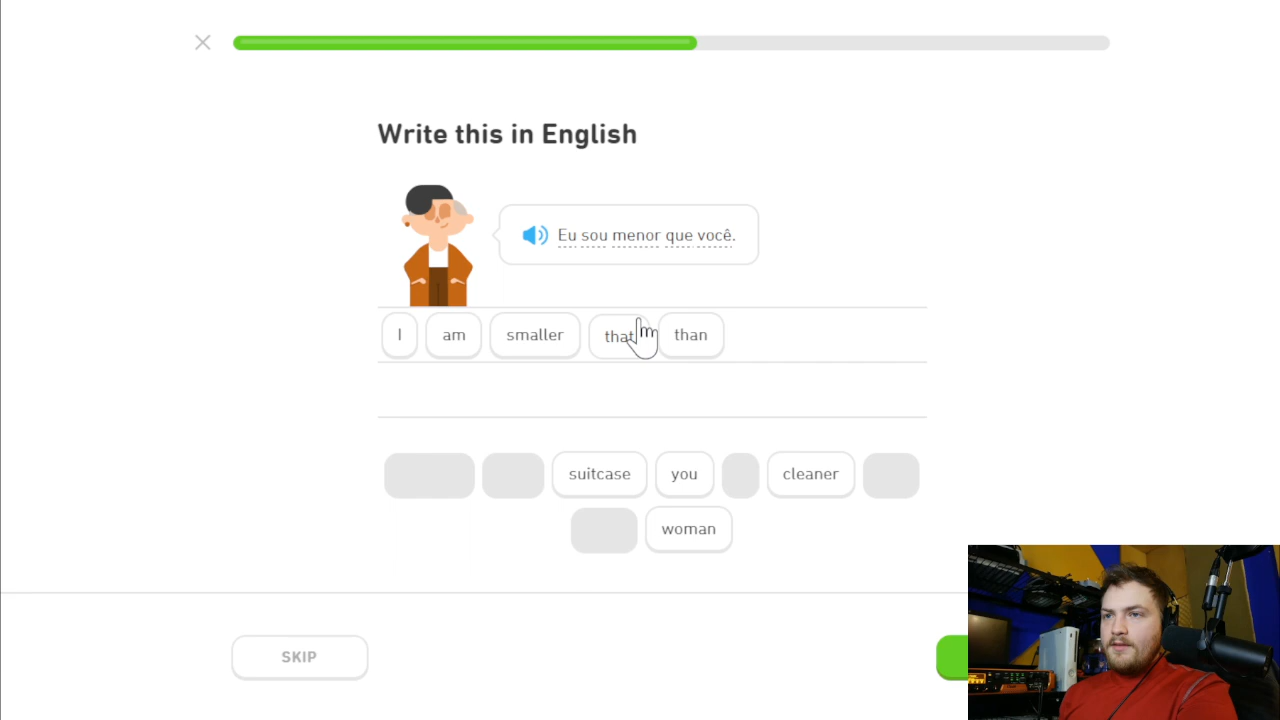 Write this in English
Eu sou menor que você.
I am smaller that than
suitcase you cleaner
woman
SKIP